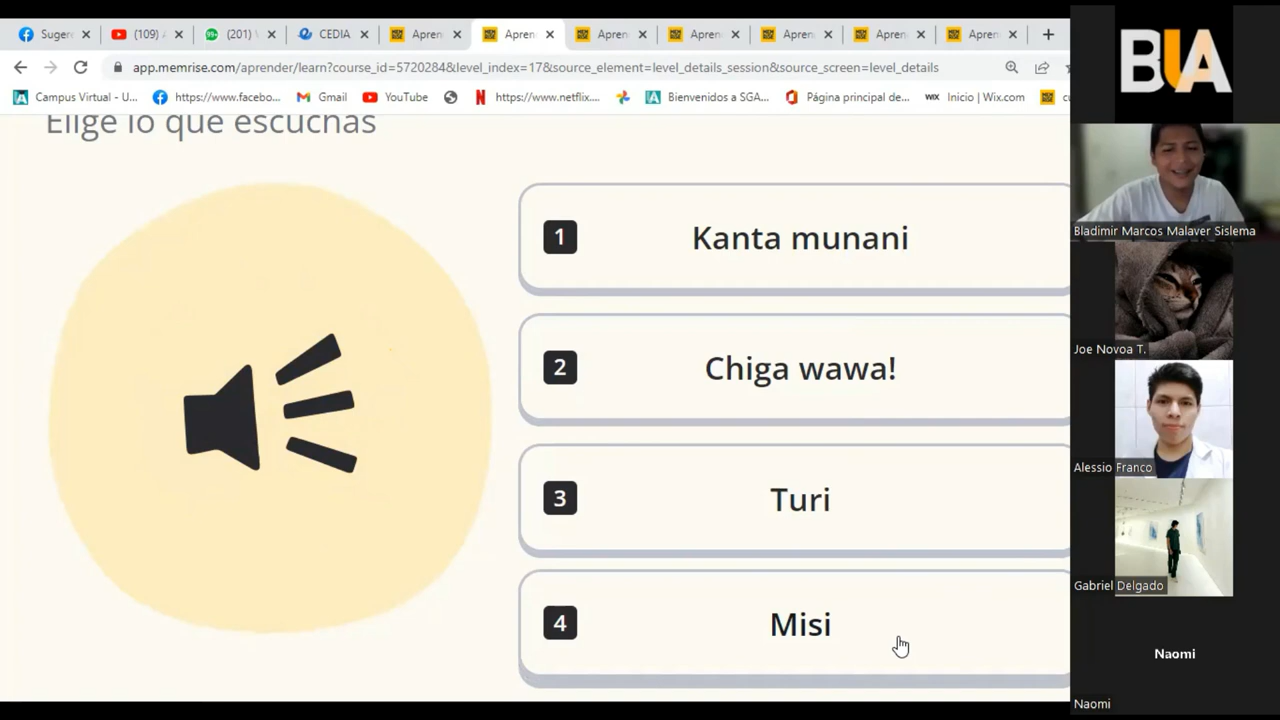 Sugere
(109)
99+
(201)
CEDIA
Apren
Apren
Apren
Apren
Apren
Apren
Apren
app.memrise.com/aprender/learn?course_id=5720284&level_index=17&source_element=level_details_session&source_screen=level_details
Campus Virtual - U...
https://www.facebo...
Gmail
YouTube
https://www.netflix....
Bienvenidos a SGA...
Página principal de...
WIX Inicio | Wix.com
Elige lo que escuchas
1 Kanta munani
2 Chiga wawa!
3 Turi
4 Misi
BUA
Bladimir Marcos Malaver Sislema
Joe Novoa T.
Alessio Franco
Gabriel Delgado
Naomi
Naomi